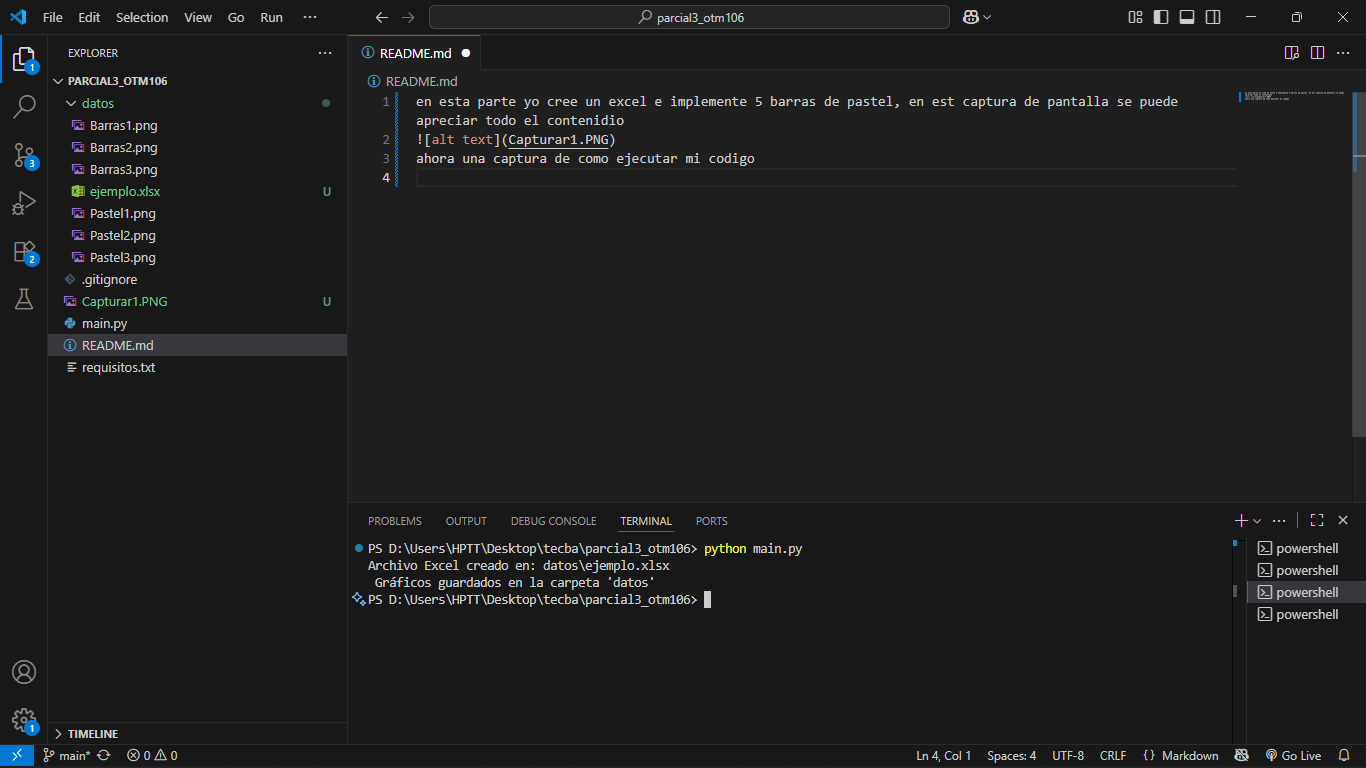 File Edit Selection View Go Run ···
parcial3_otm106
EXPLORER
PARCIAL3_OTM106
datos
Barras1.png
Barras2.png
Barras3.png
ejemplo.xlsx U
Pastel1.png
Pastel2.png
Pastel3.png
.gitignore
Capturar1.PNG U
main.py
README.md
requisitos.txt
TIMELINE
1
3
2
1
README.md
README.md
1 en esta parte yo cree un excel e implemente 5 barras de pastel, en est captura de pantalla se puede
apreciar todo el contenidio
2 ![alt text](Capturar1.PNG)
3 ahora una captura de como ejecutar mi codigo
4
PROBLEMS OUTPUT DEBUG CONSOLE TERMINAL PORTS
PS D:\Users\HPTT\Desktop\tecba\parcial3_otm106> python main.py
Archivo Excel creado en: datos\ejemplo.xlsx
Gráficos guardados en la carpeta 'datos'
PS D:\Users\HPTT\Desktop\tecba\parcial3_otm106>
powershell
powershell
powershell
powershell
main* 0 0 Ln 4, Col 1 Spaces: 4 UTF-8 CRLF {} Markdown Go Live